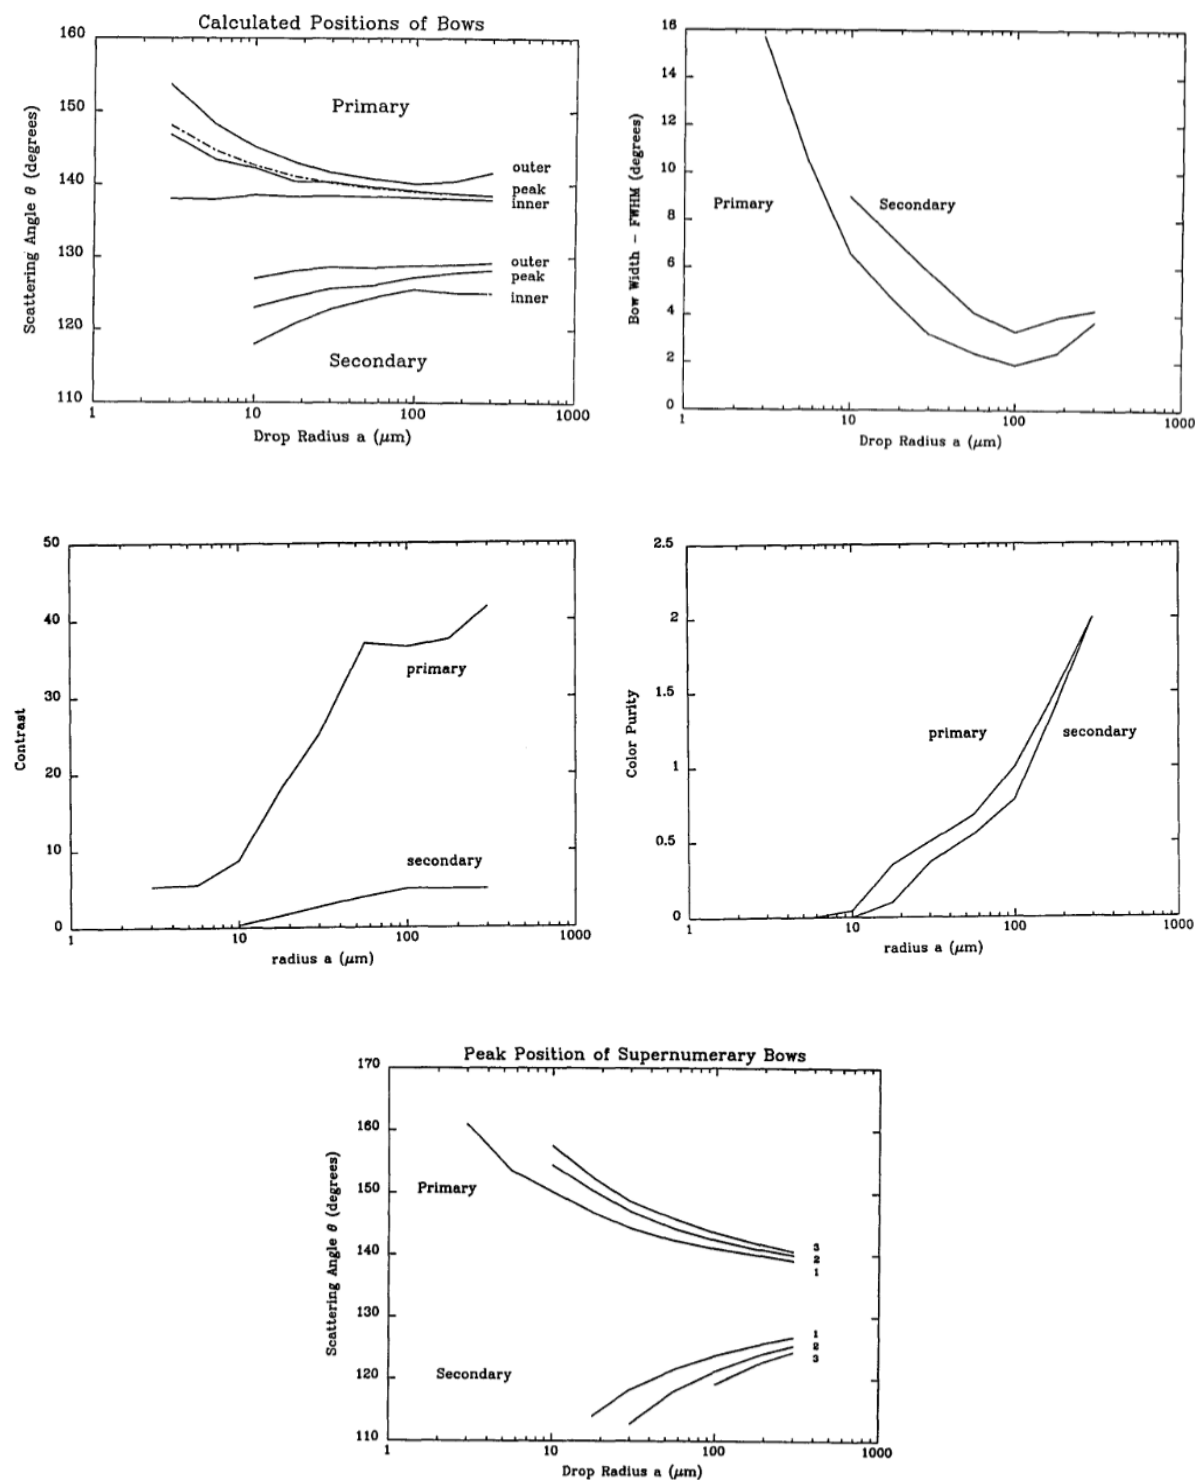 Calculated Positions of Bows
160
150
140
130
120
110
Scattering Angle θ (degrees)
Primary
outer
peak
inner
outer
peak
inner
Secondary
1
10
100
1000
Drop Radius a (μm)
16
14
12
10
8
6
4
2
0
Bow Width - FWHM (degrees)
Primary
Secondary
1
10
100
1000
Drop Radius a (μm)
50
40
30
20
10
0
Contrast
primary
secondary
1
10
100
1000
radius a (μm)
2.5
2
1.5
1
0.5
0
Color Purity
primary
secondary
1
10
100
1000
radius a (μm)
Peak Position of Supernumerary Bows
170
160
150
140
130
120
110
Scattering Angle θ (degrees)
Primary
3
2
1
1
2
3
Secondary
1
10
100
1000
Drop Radius a (μm)